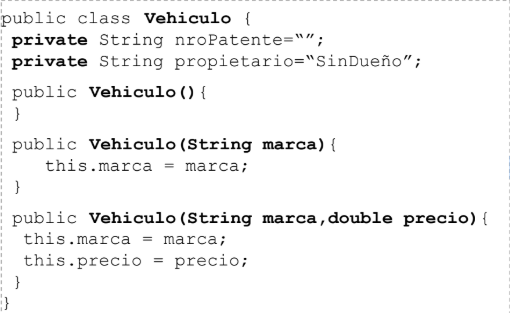 public class Vehiculo {
private String nroPatente=“”;
private String propietario=“SinDueño”;
public Vehiculo(){
}
public Vehiculo(String marca){
this.marca = marca;
}
public Vehiculo(String marca,double precio){
this.marca = marca;
this.precio = precio;
}
}